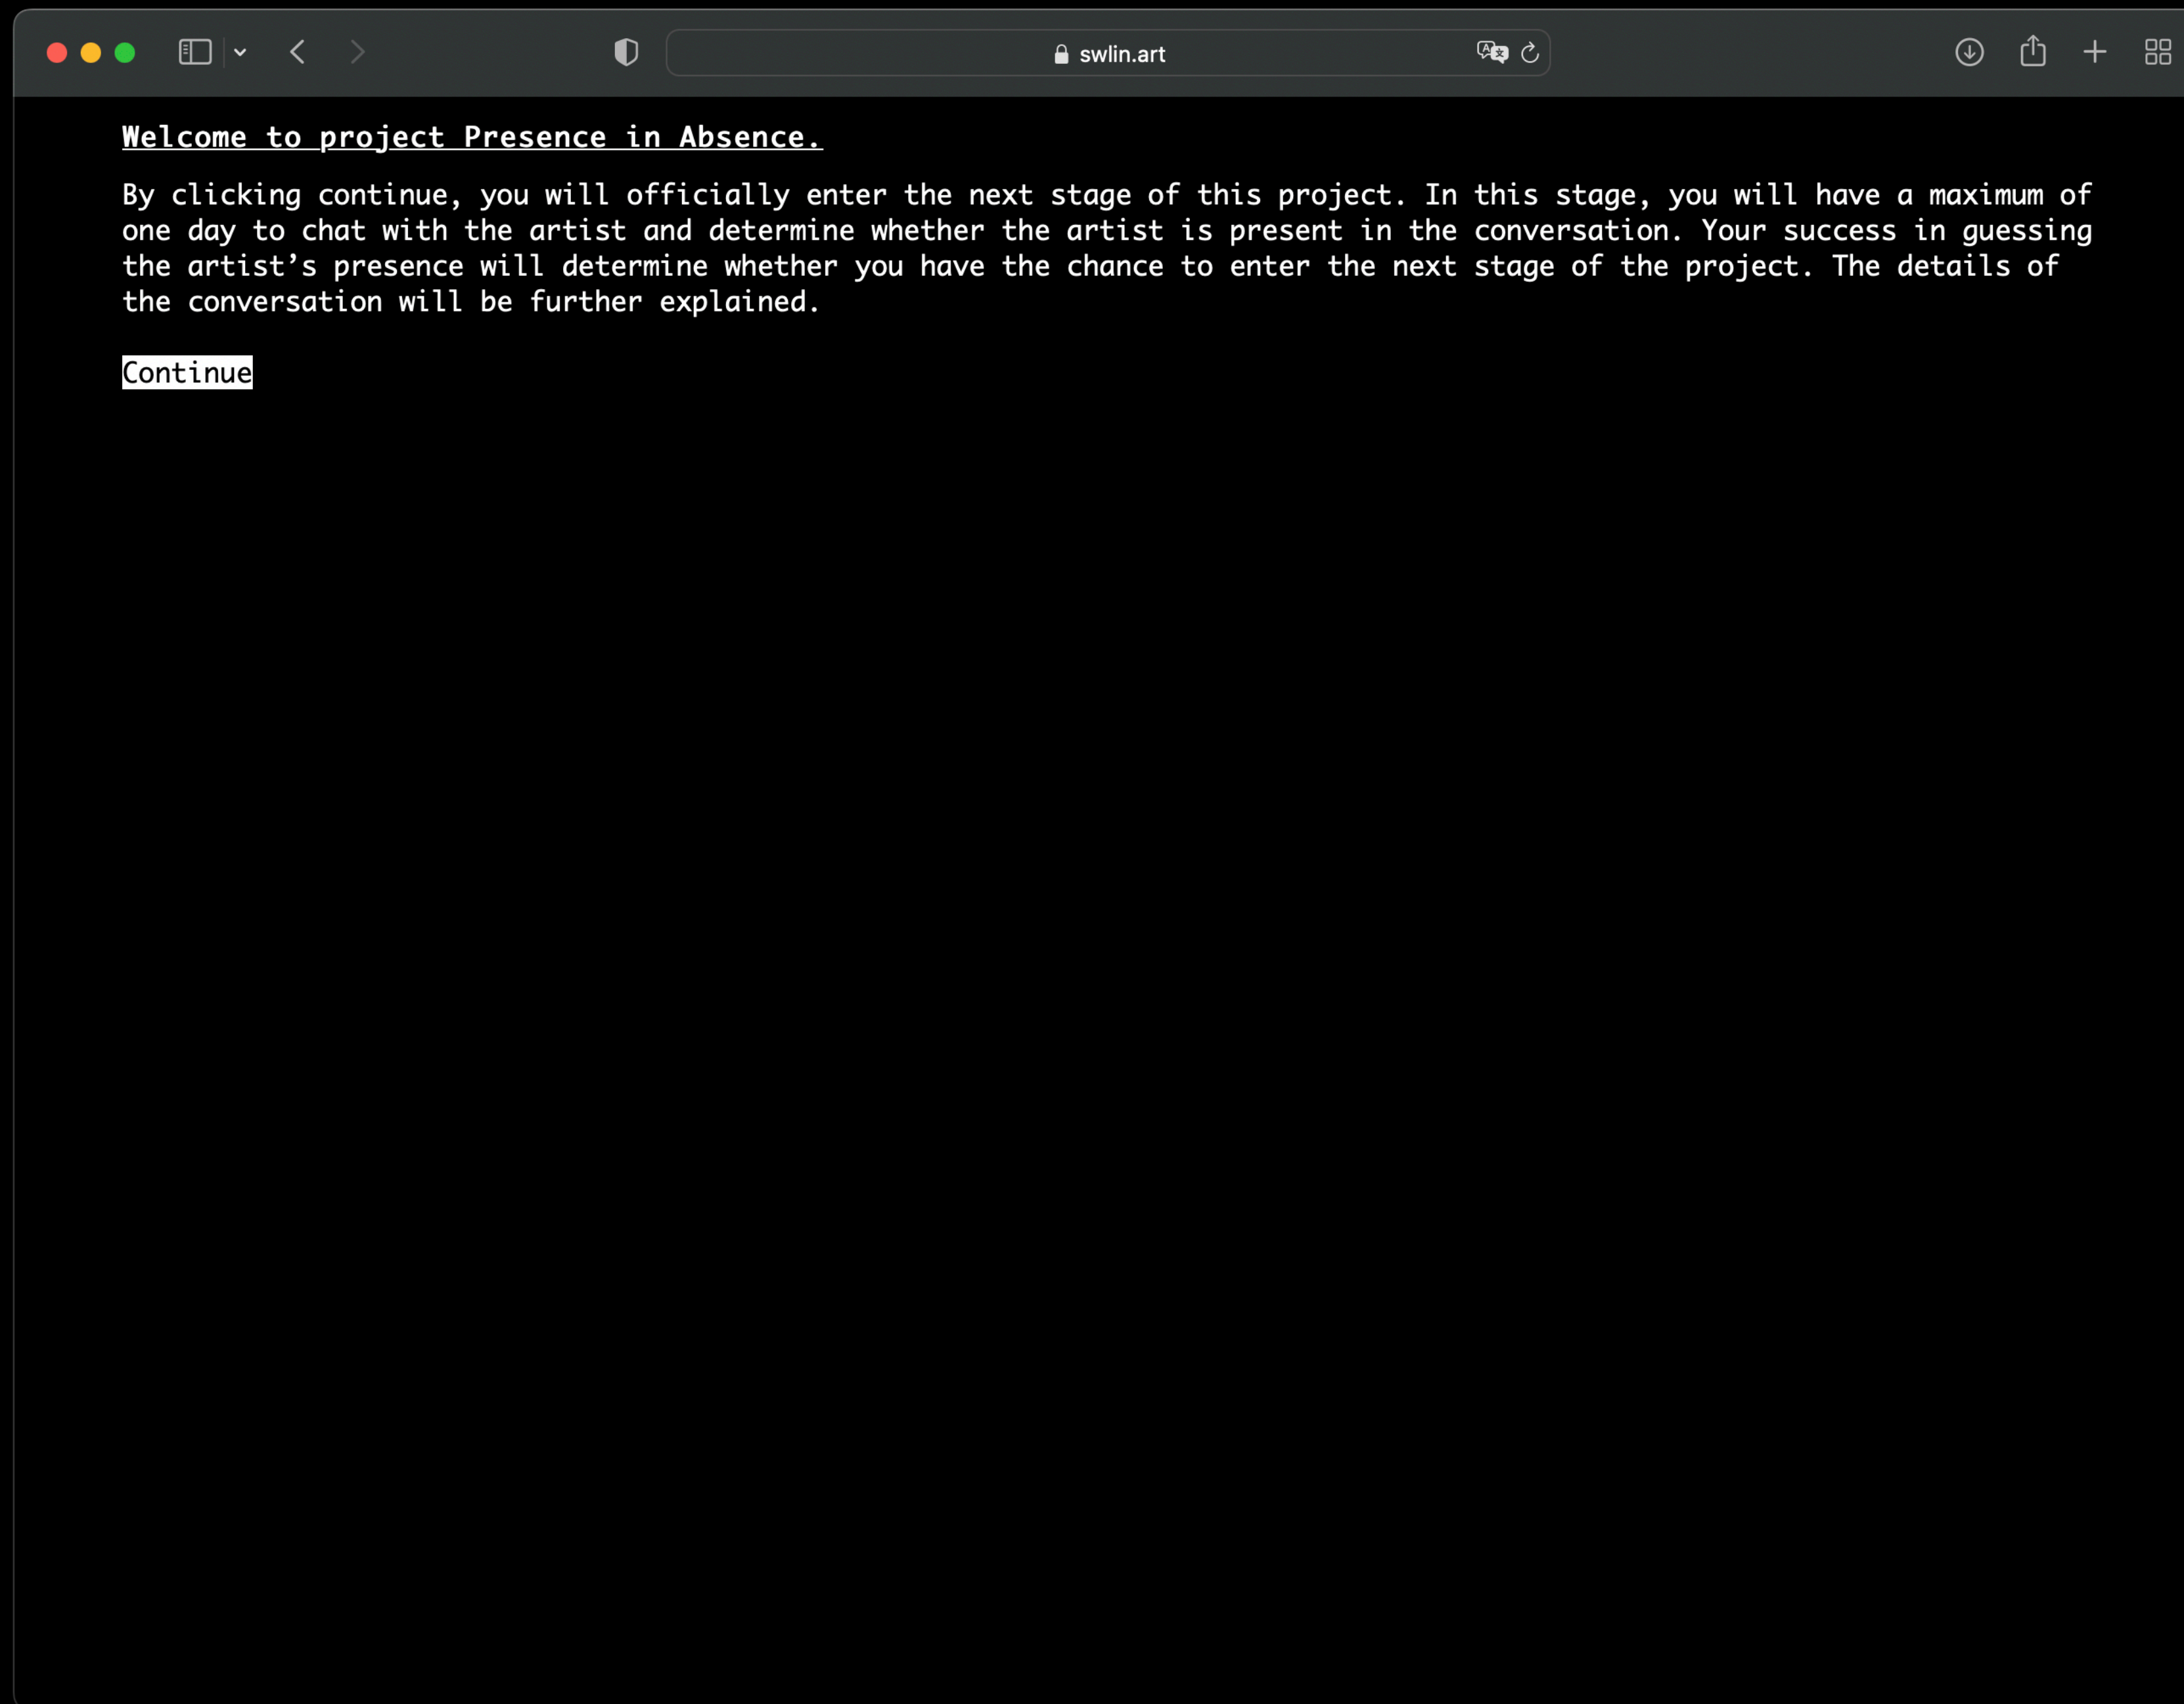 swlin.art
Welcome to project Presence in Absence.
By clicking continue, you will officially enter the next stage of this project. In this stage, you will have a maximum of
one day to chat with the artist and determine whether the artist is present in the conversation. Your success in guessing
the artist’s presence will determine whether you have the chance to enter the next stage of the project. The details of
the conversation will be further explained.
Continue